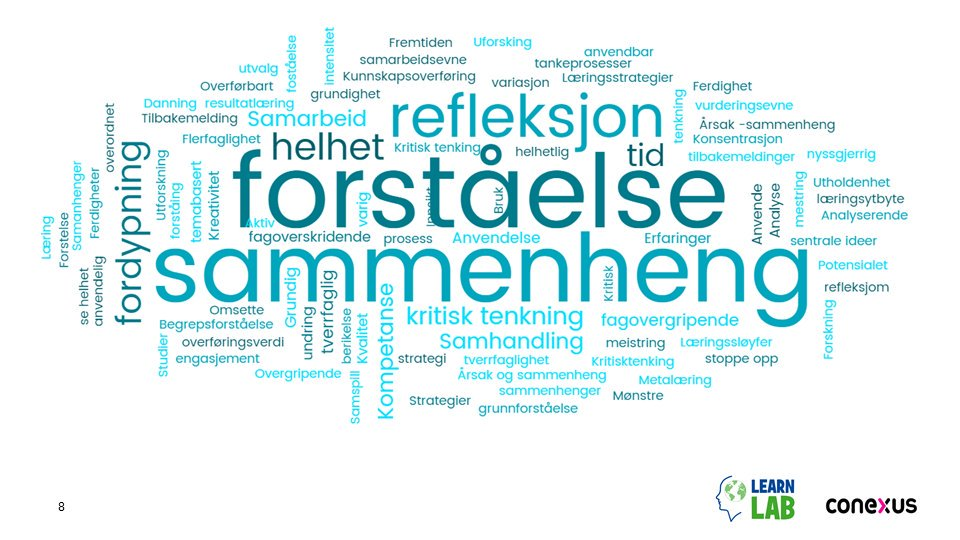 Fremtiden
Uforsking
samarbeidsevne
anvendbar
tankeprosesser
utvalg
foståelse
intensitet
Kunnskapsoverføring
variasjon
Læringsstrategier
Overførbart
grundighet
Ferdighet
Danning
resultatlæring
refleksjon
tenkning
vurderingsevne
overordnet
Tilbakemelding
Samarbeid
Årsak -sammenheng
Flerfaglighet
helhet
Kritisk tenking
helhetlig
tid
Konsentrasjon
tilbakemeldinger
nyssgjerrig
fordypning
Utforskning
temabasert
Kreativitet
forståelse
mestring
Utholdenhet
Læring
Forstelse
Samanhenger
Ferdigheter
forståing
Aktiv
varig
Bruk
Anvende
Analyse
læringsytbyte
Analyserende
fagoverskridende
prosess
Anvendelse
Erfaringer
sentrale ideer
sammenheng
Kritisk
Potensialet
se helhet
anvendelig
Grundig
tverrfaglig
Kompetanse
refleksjom
Omsette
kritisk tenkning
fagovergripende
Forskning
Begrepsforståelse
undring
berikelse
Kvalitet
Samhandling
meistring
Læringssløyfer
Studier
overføringsverdi
engasjement
strategi
tverrfaglighet
Kritisktenking
stoppe opp
Overgripende
samspill
Årsak og sammenheng
Metalæring
sammenhenger
Mønstre
Strategier
grunnforståelse
8
LEARN
LAB
conexus